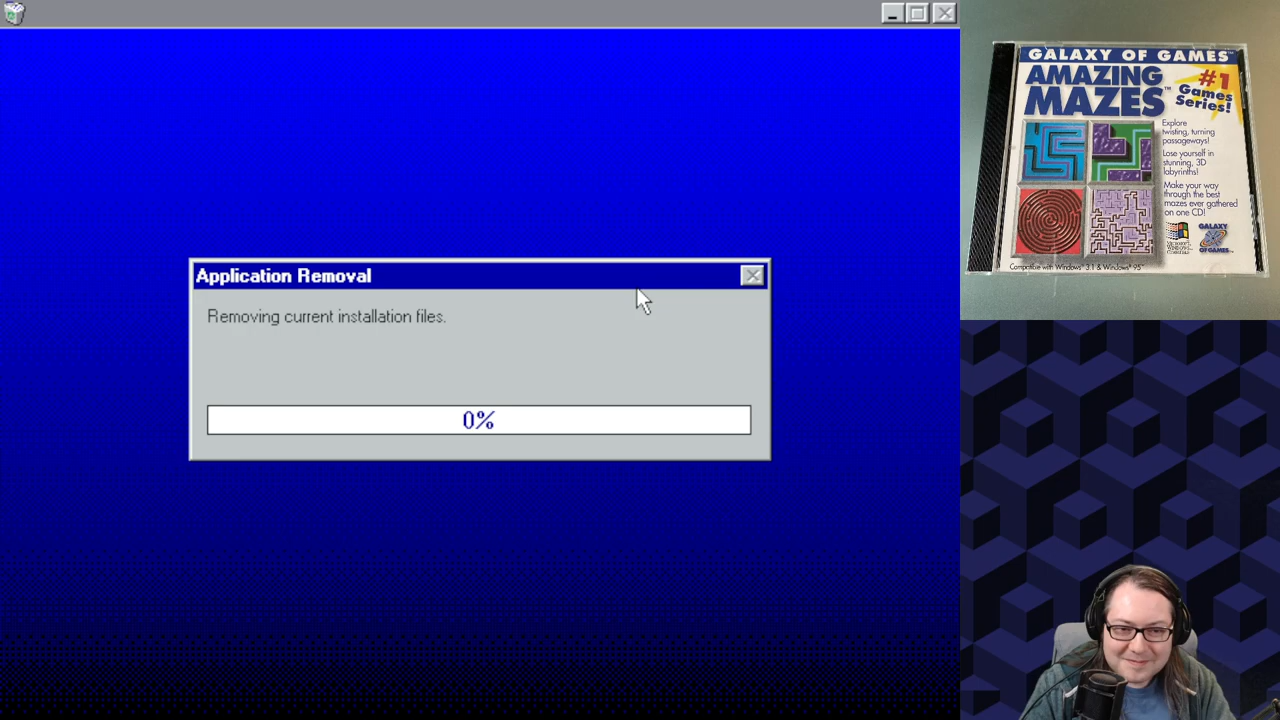 Application Removal
Removing current installation files.
0%
GALAXY OF GAMES™
AMAZING
MAZES™
#1
Games
Series!
Explore
twisting, turning
passageways!
Lose yourself in
stunning, 3D
labyrinths!
Make your way
through the best
mazes ever gathered
on one CD!
GALAXY
OF GAMES
Compatible with Windows® 3.1 & Windows® 95